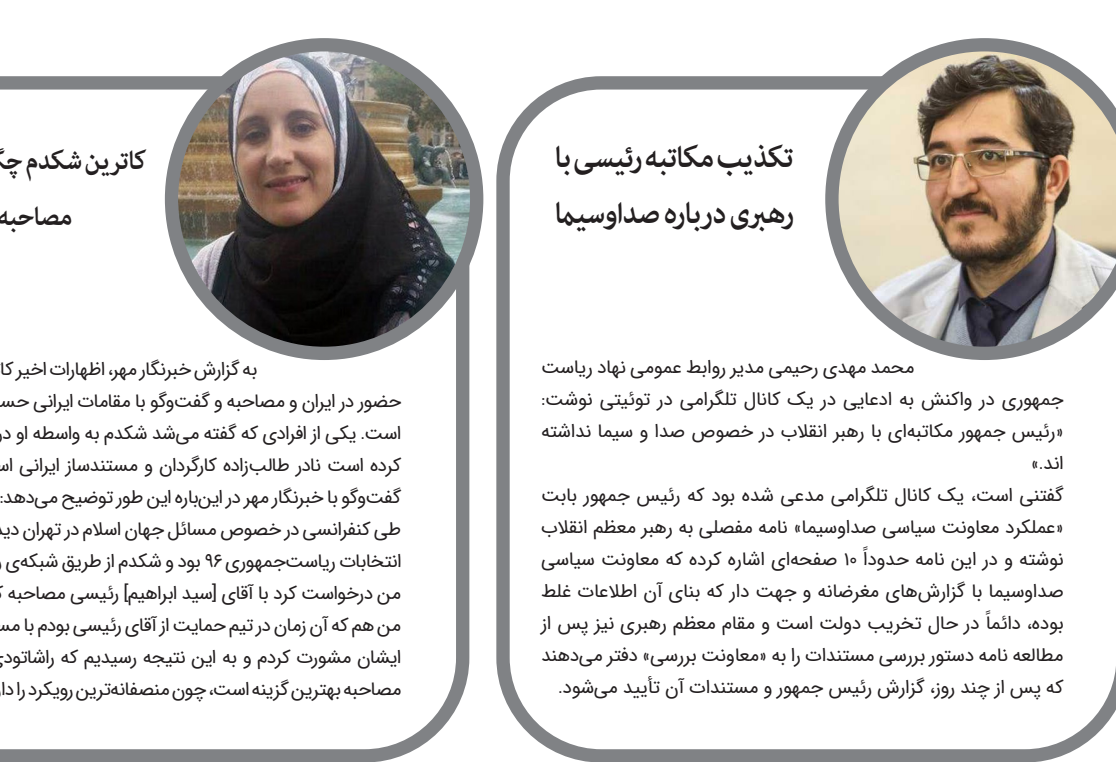 تکذیب مکاتبه رئیسی با
رهبری درباره صداوسیما
محمد مهدی رحیمی مدیر روابط عمومی نهاد ریاست
جمهوری در واکنش به ادعایی در یک کانال تلگرامی در توئیتی نوشت:
«رئیس جمهور مکاتبه‌ای با رهبر انقلاب در خصوص صدا و سیما نداشته
اند.»
گفتنی است، یک کانال تلگرامی مدعی شده بود که رئیس جمهور بابت
«عملکرد معاونت سیاسی صداوسیما» نامه مفصلی به رهبر معظم انقلاب
نوشته و در این نامه حدوداً ۱۰ صفحه‌ای اشاره کرده که معاونت سیاسی
صداوسیما با گزارش‌های مغرضانه و جهت دار که بنای آن اطلاعات غلط
بوده، دائماً در حال تخریب دولت است و مقام معظم رهبری نیز پس از
مطالعه نامه دستور بررسی مستندات را به «معاونت بررسی» دفتر می‌دهند
که پس از چند روز، گزارش رئیس جمهور و مستندات آن تأیید می‌شود.
کاترین شکدم
مصاحبه
به گزارش خبرنگار مهر، اظهارات اخیر
حضور در ایران و مصاحبه و گفت‌وگو با مقامات ایرانی
است. یکی از افرادی که گفته می‌شد شکدم به واسطه او
کرده است نادر طالب‌زاده کارگردان و مستندساز ایرانی
گفت‌وگو با خبرنگار مهر در این‌باره این طور توضیح می‌دهد:
طی کنفرانسی در خصوص مسائل جهان اسلام در تهران
انتخابات ریاست‌جمهوری ۹۶ بود و شکدم از طریق شبکه‌ی
من درخواست کرد با آقای [سید ابراهیم] رئیسی مصاحبه
من هم که آن زمان در تیم حمایت از آقای رئیسی بودم با
ایشان مشورت کردم و به این نتیجه رسیدیم که
مصاحبه بهترین گزینه است، چون منصفانه‌ترین رویکرد را